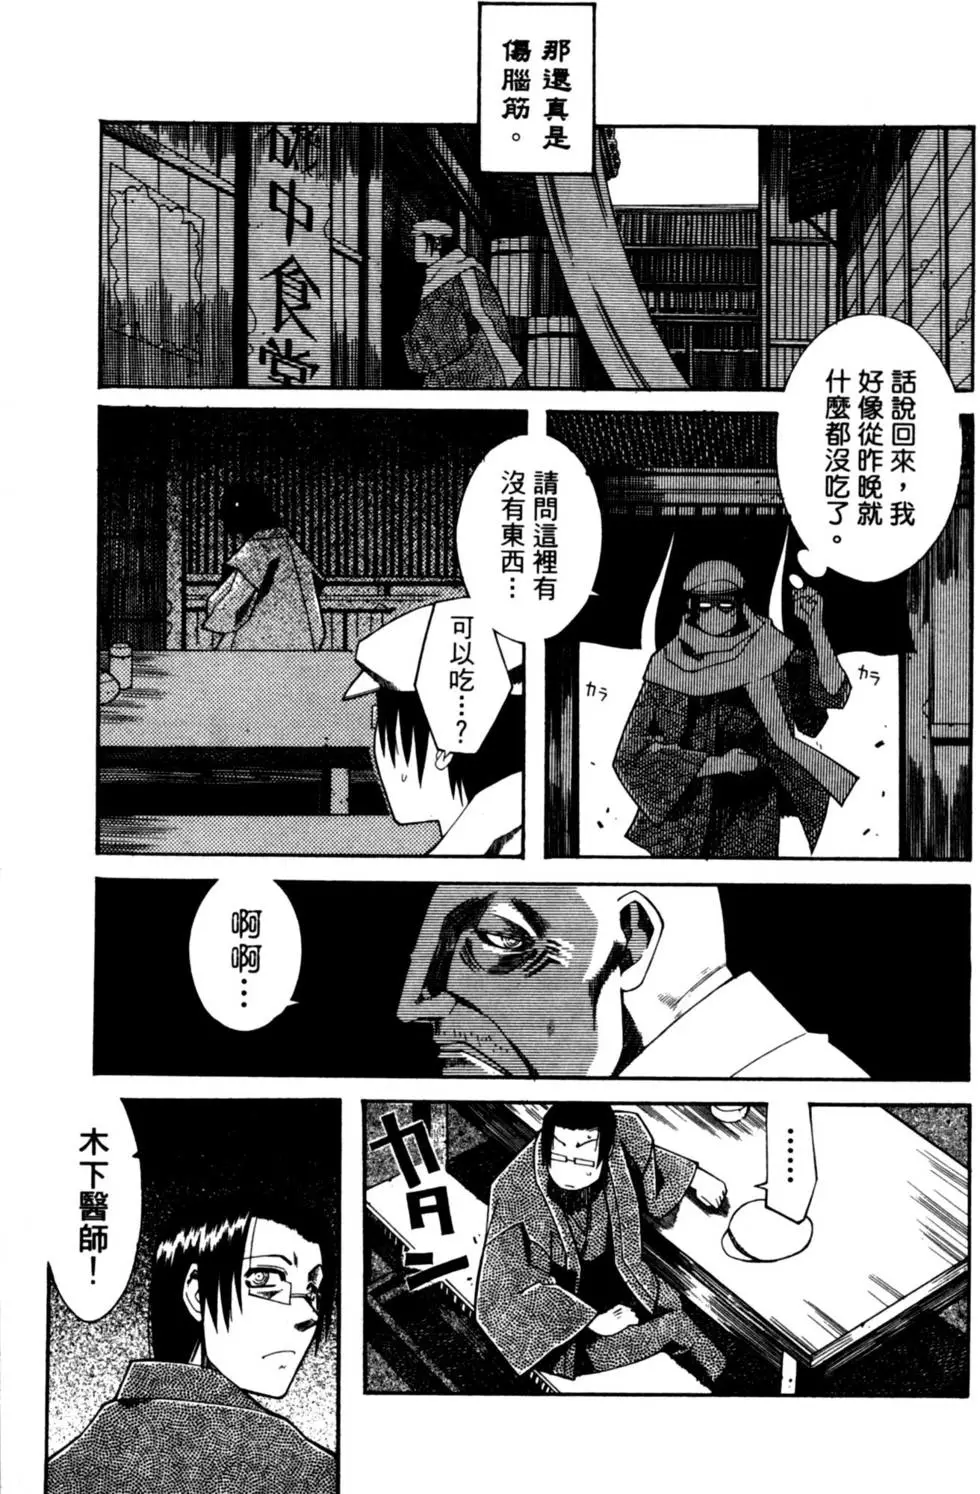 那還真是
傷腦筋。
磯中食堂
話說回來，我
好像從昨晚就
什麼都沒吃了。
カラ
カラ
請問這裡有
沒有東西…
可以吃…？
啊
啊…
……
ガタン
木下醫師！